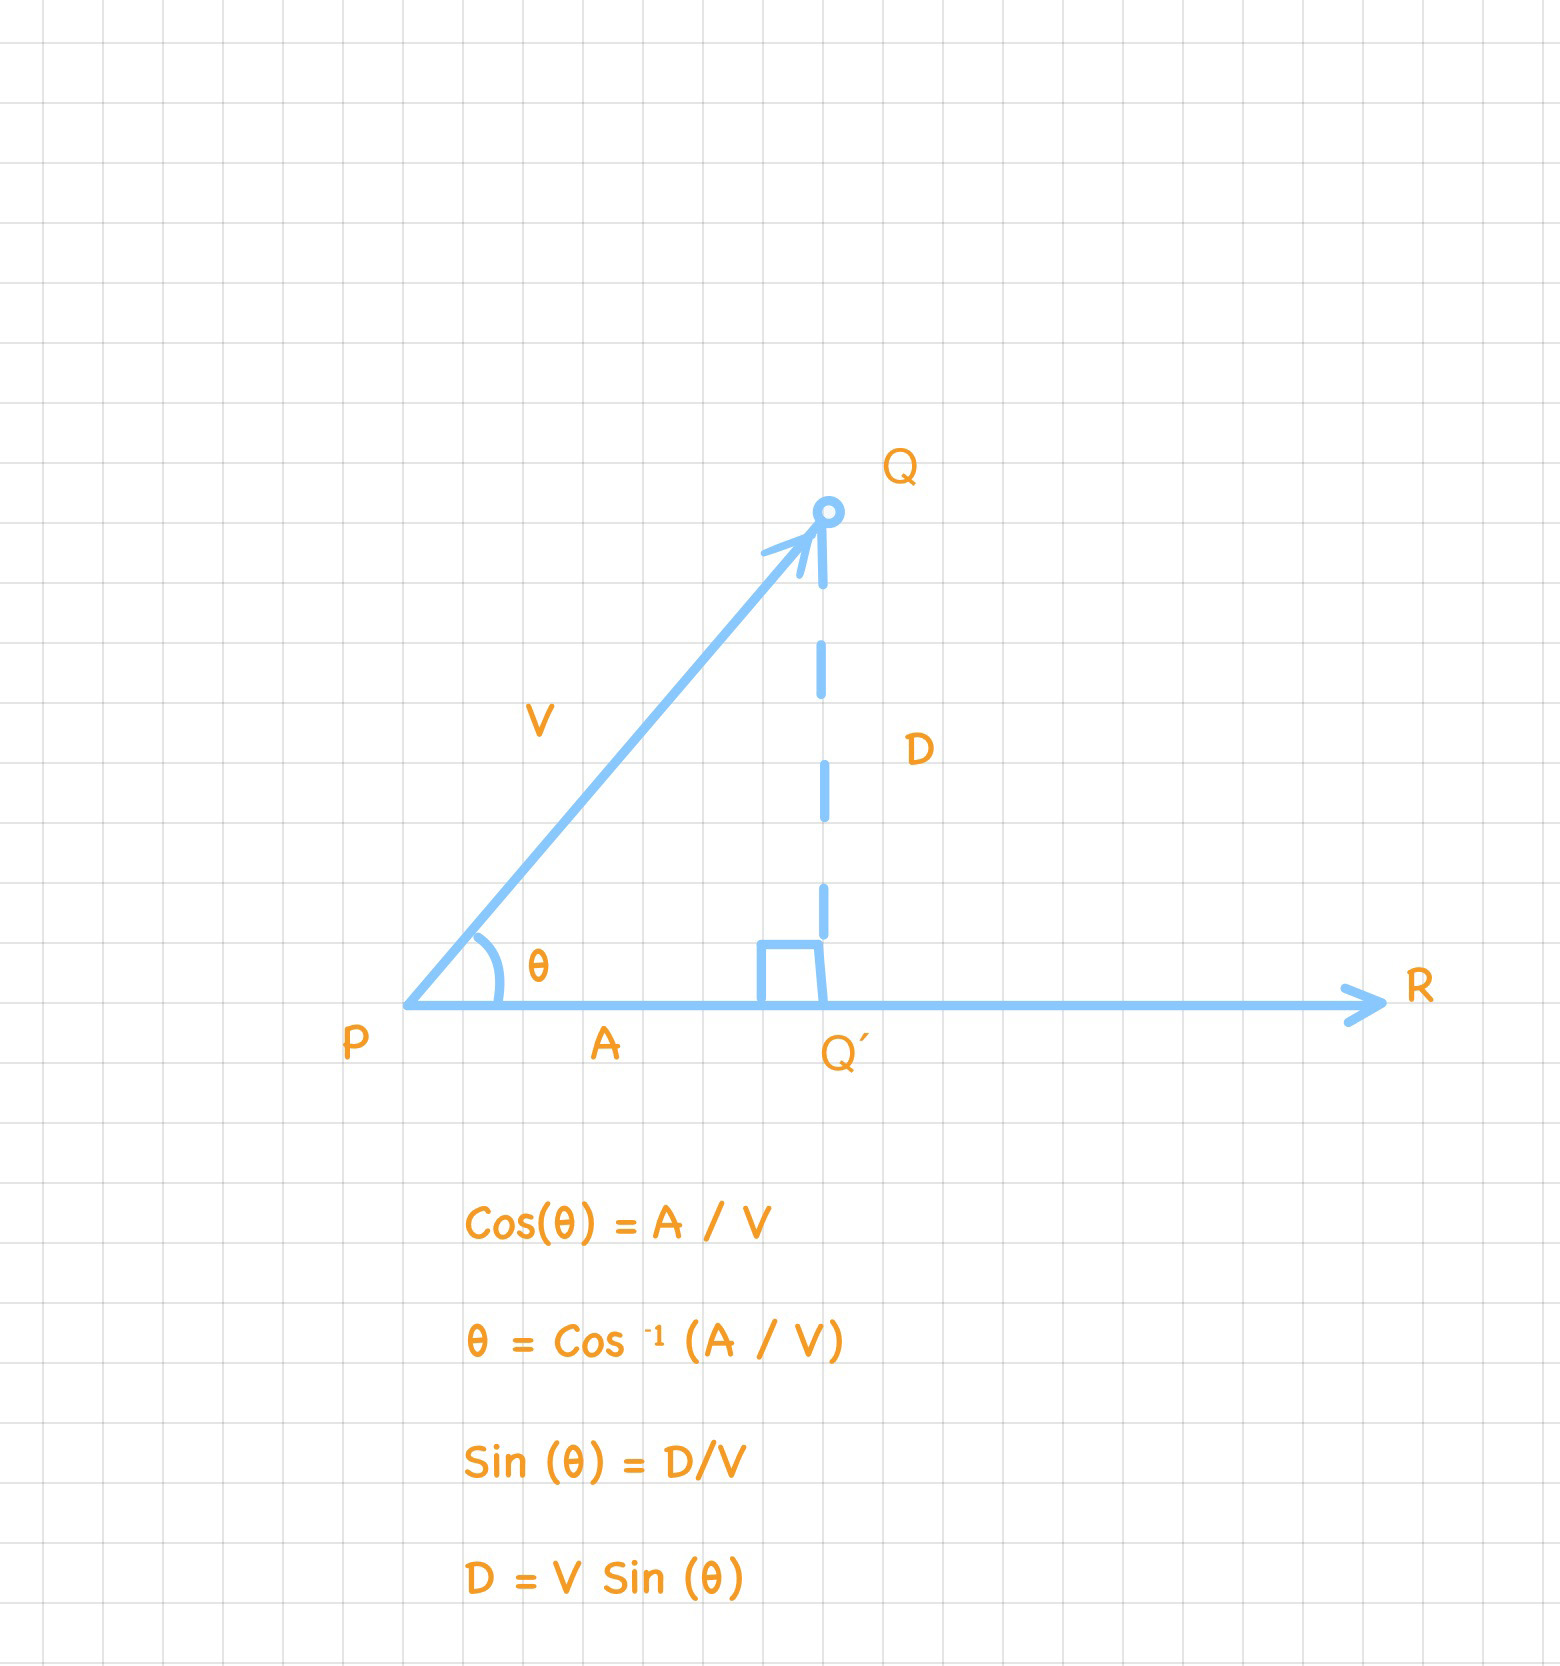 Q
V
D
θ
R
P
A
Q´
Cos(θ) = A / V
θ = Cos ⁻¹ (A / V)
Sin (θ) = D/V
D = V Sin (θ)